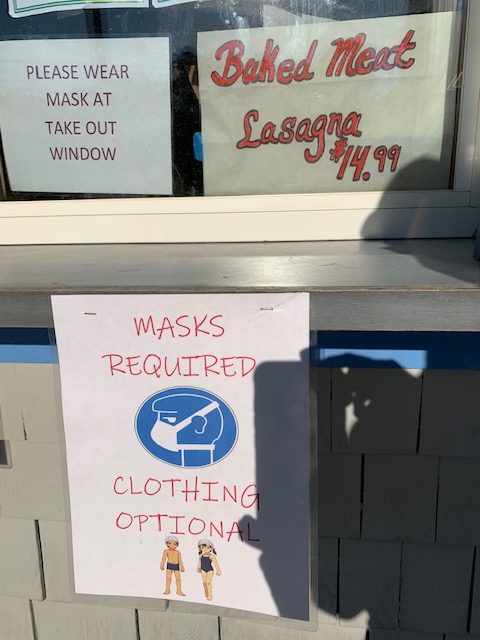 PLEASE WEAR
MASK AT
TAKE OUT
WINDOW
Baked Meat
Lasagna
$14.99
MASKS
REQUIRED
CLOTHING
OPTIONAL